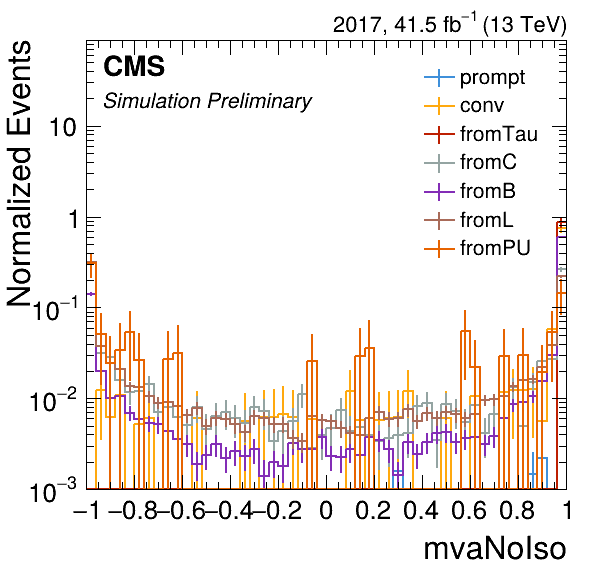 2017, 41.5 fb⁻¹ (13 TeV)
CMS
Simulation Preliminary
prompt
conv
fromTau
fromC
fromB
fromL
fromPU
Normalized Events
10
1
10⁻¹
10⁻²
10⁻³
−1 −0.8 −0.6 −0.4 −0.2 0 0.2 0.4 0.6 0.8 1
mvaNoIso